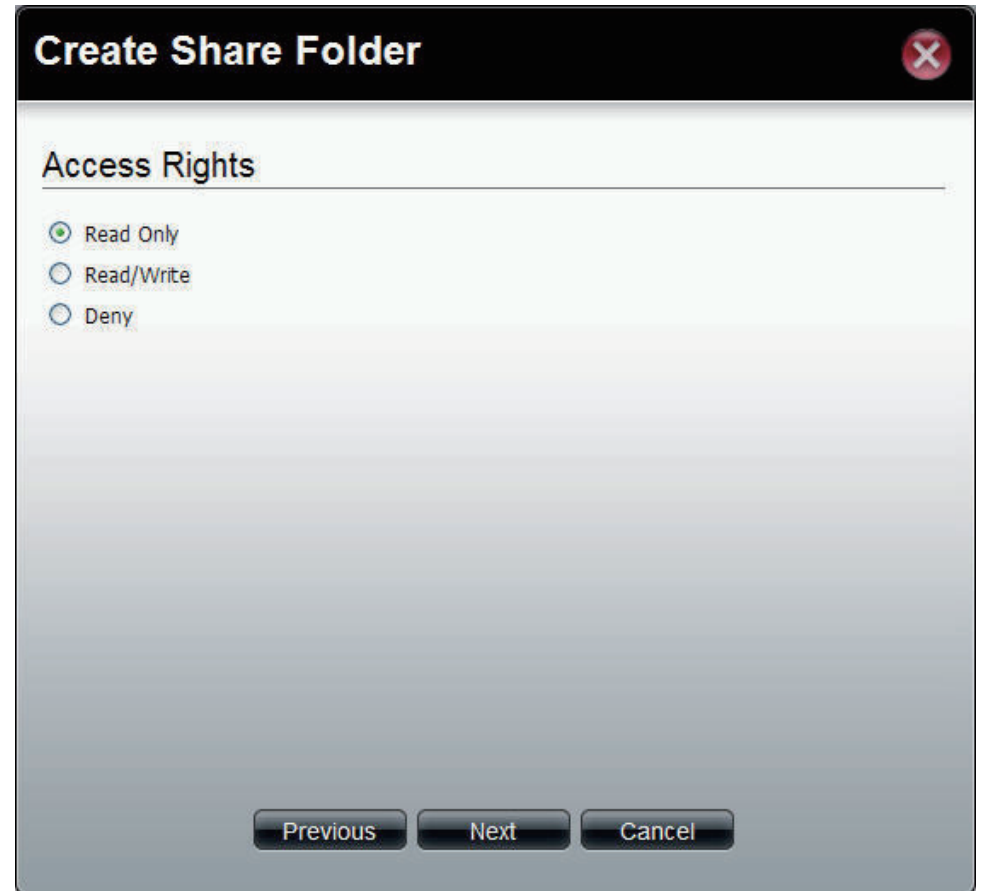 Create Share Folder
Access Rights
Read Only
Read/Write
Deny
Previous Next Cancel